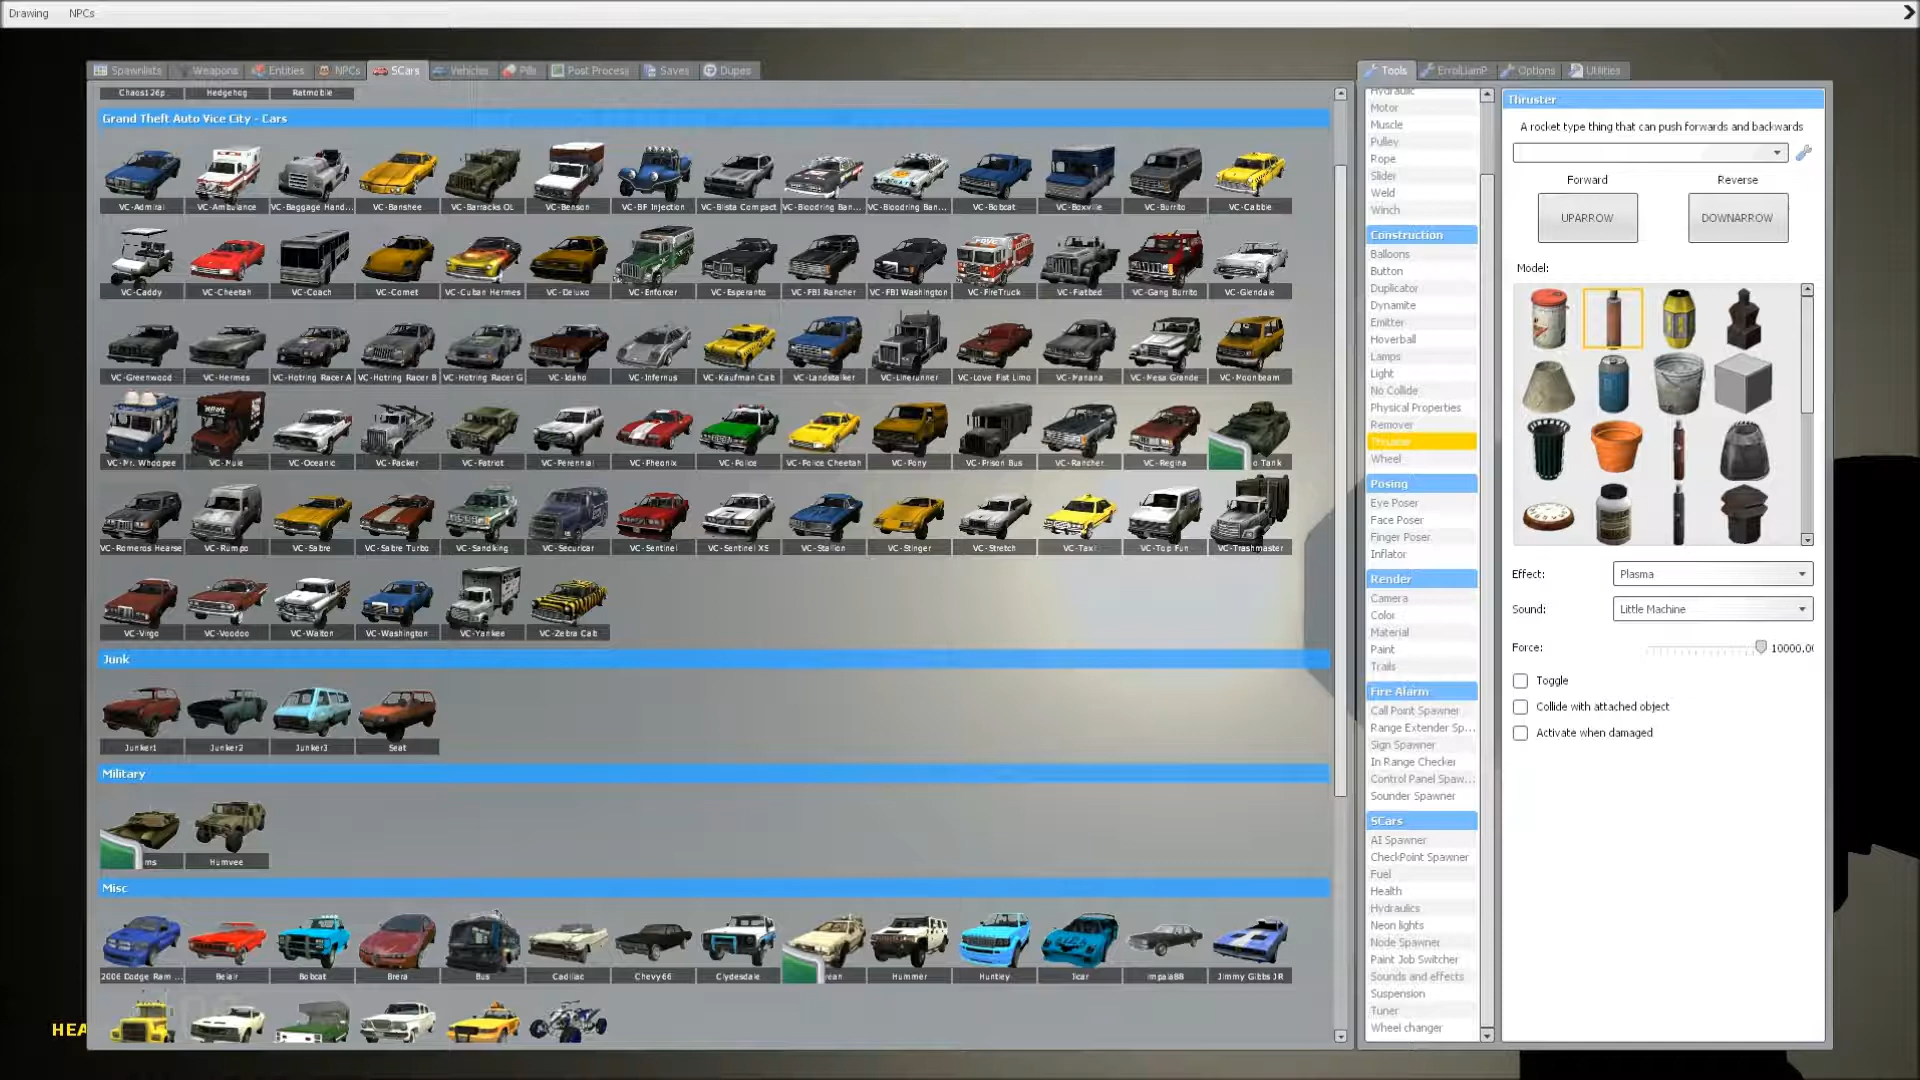 Drawing NPCs
Spawnlists Weapons Entities NPCs SCars Vehicles Pills Post Process Saves Dupes
Chaos126p Hedgehog Ratmobile
Grand Theft Auto Vice City - Cars
VC-Admiral VC-Ambulance VC-Baggage Hand... VC-Banshee VC-Barracks OL VC-Benson VC-BF Injection VC-Blista Compact VC-Bloodring Ban... VC-Bloodring Ban... VC-Bobcat VC-Boxville VC-Burrito VC-Cabbie
VC-Caddy VC-Cheetah VC-Coach VC-Comet VC-Cuban Hermes VC-Deluxo VC-Enforcer VC-Esperanto VC-FBI Rancher VC-FBI Washington VC-FireTruck VC-Flatbed VC-Gang Burrito VC-Glendale
VC-Greenwood VC-Hermes VC-Hotring Racer A VC-Hotring Racer B VC-Hotring Racer G VC-Idaho VC-Infernus VC-Kaufman Cab VC-Landstalker VC-Linerunner VC-Love Fist Limo VC-Manana VC-Mesa Grande VC-Moonbeam
VC-Mr. Whoopee VC-Mule VC-Oceanic VC-Packer VC-Patriot VC-Perennial VC-Pheonix VC-Police VC-Police Cheetah VC-Pony VC-Prison Bus VC-Rancher VC-Regina o Tank
VC-Romeros Hearse VC-Rumpo VC-Sabre VC-Sabre Turbo VC-Sandking VC-Securicar VC-Sentinel VC-Sentinel XS VC-Stallion VC-Stinger VC-Stretch VC-Taxi VC-Top Fun VC-Trashmaster
VC-Virgo VC-Voodoo VC-Walton VC-Washington VC-Yankee VC-Zebra Cab
Junk
Junker1 Junker2 Junker3 Seat
Military
ms Humvee
Misc
2006 Dodge Ram ... Belair Bobcat Brera Bus Cadillac Chevy66 Clydesdale rean Hummer Huntley Icar Impala88 Jimmy Gibbs JR
HEA
Tools ErrolLiamP Options Utilities
Hydraulic
Motor
Muscle
Pulley
Rope
Slider
Weld
Winch
Construction
Balloons
Button
Duplicator
Dynamite
Emitter
Hoverball
Lamps
Light
No Collide
Physical Properties
Remover
Thruster
Wheel
Posing
Eye Poser
Face Poser
Finger Poser
Inflator
Render
Camera
Color
Material
Paint
Trails
Fire Alarm
Call Point Spawner
Range Extender Sp...
Sign Spawner
In Range Checker
Control Panel Spaw...
Sounder Spawner
SCars
AI Spawner
CheckPoint Spawner
Fuel
Health
Hydraulics
Neon lights
Node Spawner
Paint Job Switcher
Sounds and effects
Suspension
Tuner
Wheel changer
Thruster
A rocket type thing that can push forwards and backwards
Forward Reverse
UPARROW DOWNARROW
Model:
Effect: Plasma
Sound: Little Machine
Force: 10000.00
Toggle
Collide with attached object
Activate when damaged